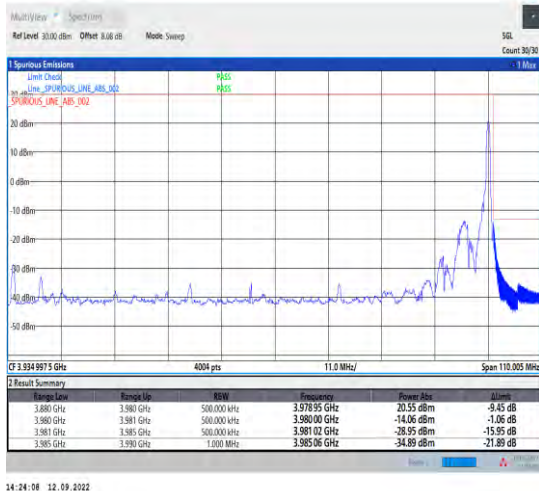 MultiView Spectrum
Ref Level 30.00 dBm Offset 8.08 dB Mode Sweep SGL
Count 30/30
1 Spurious Emissions 1 Max
Limit Check PASS
Line _SPURIOUS_LINE_ABS_002 PASS
30 dBm
_SPURIOUS_LINE_ABS_002
20 dBm
10 dBm
0 dBm
-10 dBm
-20 dBm
-30 dBm
-40 dBm
-50 dBm
CF 3.934 997 5 GHz 4004 pts 11.0 MHz/ Span 110.005 MHz
2 Result Summary
Range Low Range Up RBW Frequency Power Abs ΔLimit
3.880 GHz 3.980 GHz 500.000 kHz 3.978 95 GHz 20.55 dBm -9.45 dB
3.980 GHz 3.981 GHz 500.000 kHz 3.980 00 GHz -14.06 dBm -1.06 dB
3.981 GHz 3.985 GHz 500.000 kHz 3.981 02 GHz -28.95 dBm -15.95 dB
3.985 GHz 3.990 GHz 1.000 MHz 3.985 06 GHz -34.89 dBm -21.89 dB
14:24:08 12.09.2022